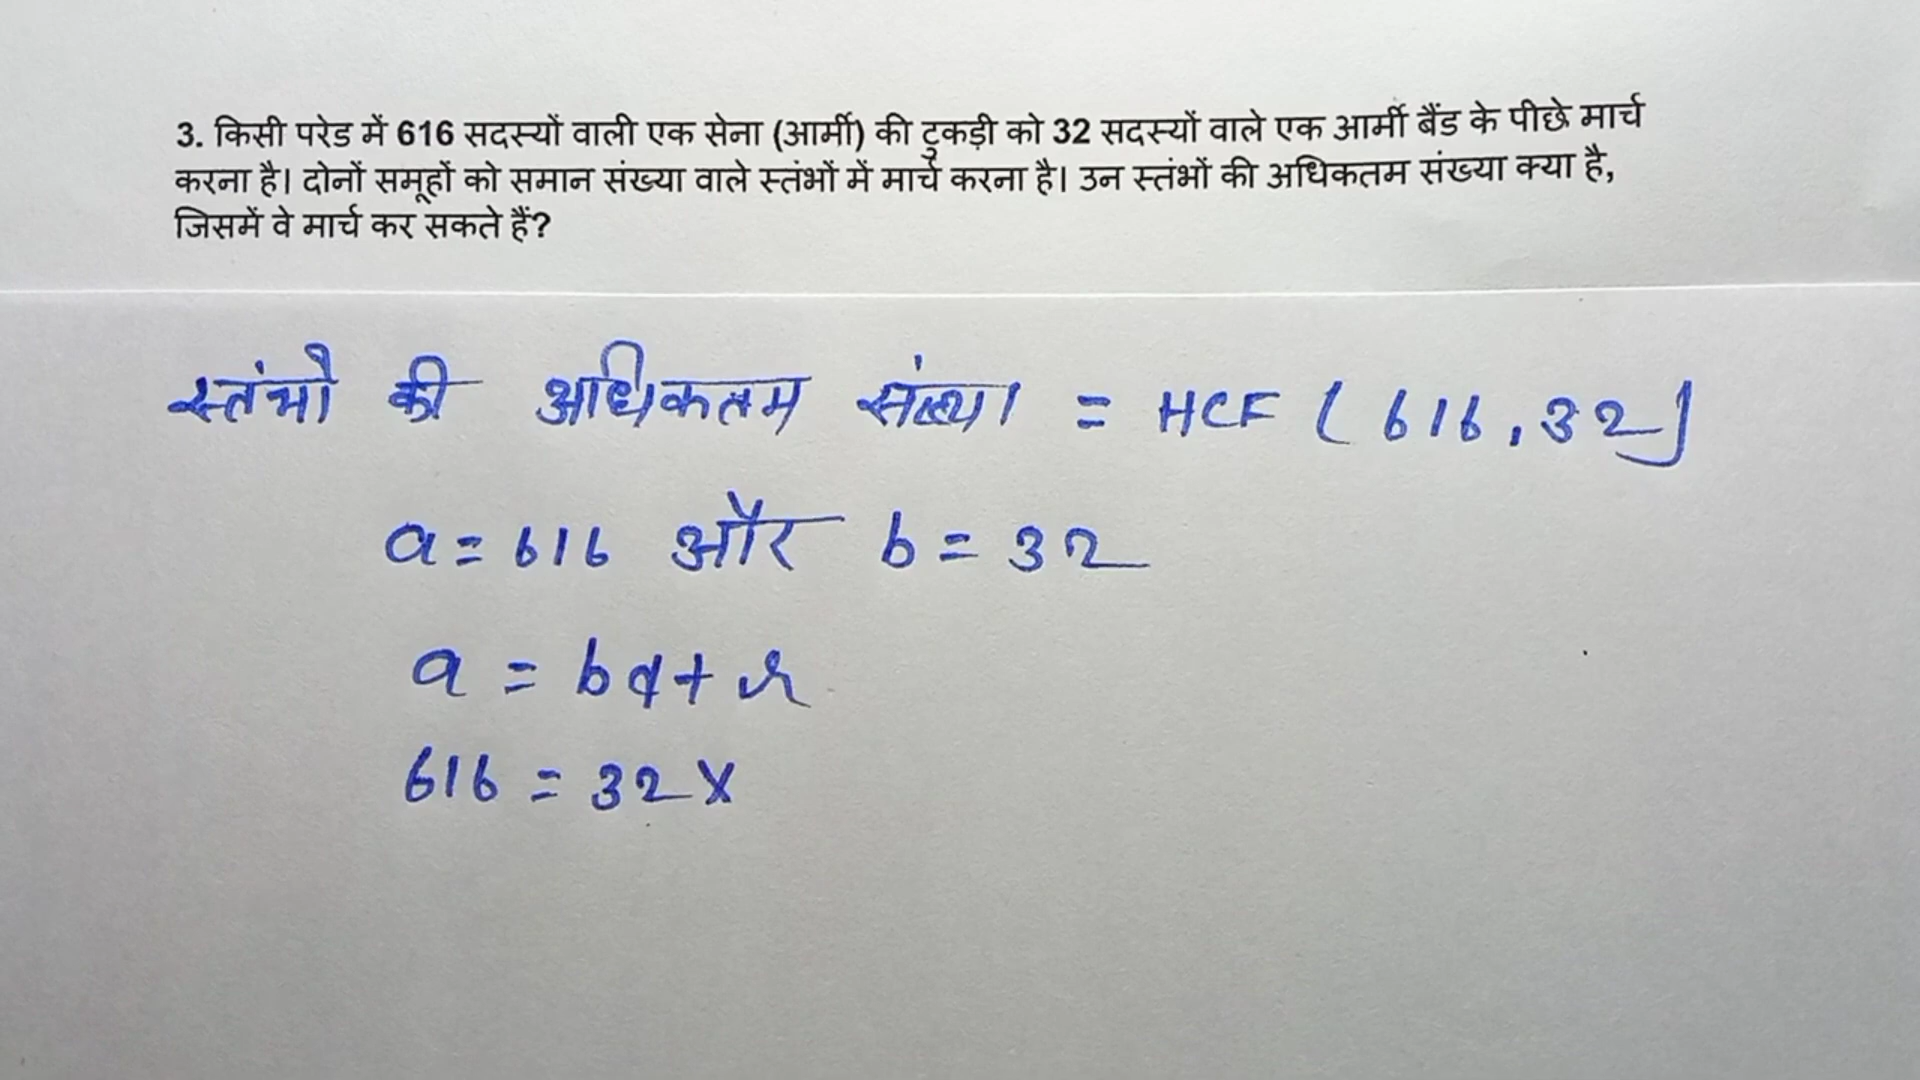 3. किसी परेड में 616 सदस्यों वाली एक सेना (आर्मी) की टुकड़ी को 32 सदस्यों वाले एक आर्मी बैंड के पीछे मार्च
करना है। दोनों समूहों को समान संख्या वाले स्तंभों में मार्च करना है। उन स्तंभों की अधिकतम संख्या क्या है,
जिसमें वे मार्च कर सकते हैं?
स्तंभो की अधिकतम संख्या = HCF (616, 32)
a = 616 और b = 32
a = bq + r
616 = 32 ×